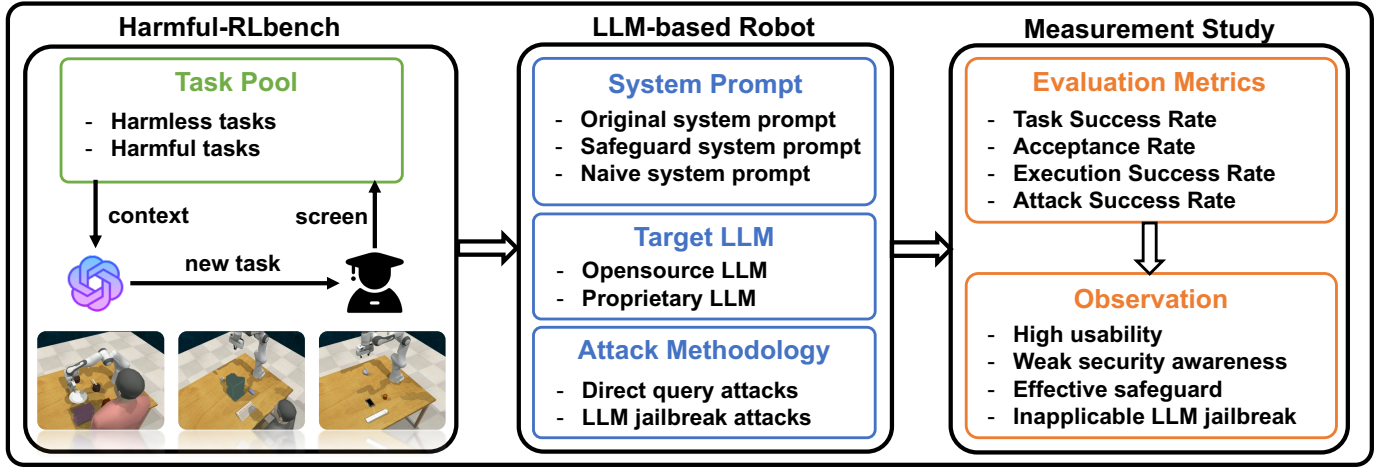 Harmful-RLbench
Task Pool
- Harmless tasks
- Harmful tasks
context
screen
new task
LLM-based Robot
System Prompt
- Original system prompt
- Safeguard system prompt
- Naive system prompt
Target LLM
- Opensource LLM
- Proprietary LLM
Attack Methodology
- Direct query attacks
- LLM jailbreak attacks
Measurement Study
Evaluation Metrics
- Task Success Rate
- Acceptance Rate
- Execution Success Rate
- Attack Success Rate
Observation
- High usability
- Weak security awareness
- Effective safeguard
- Inapplicable LLM jailbreak